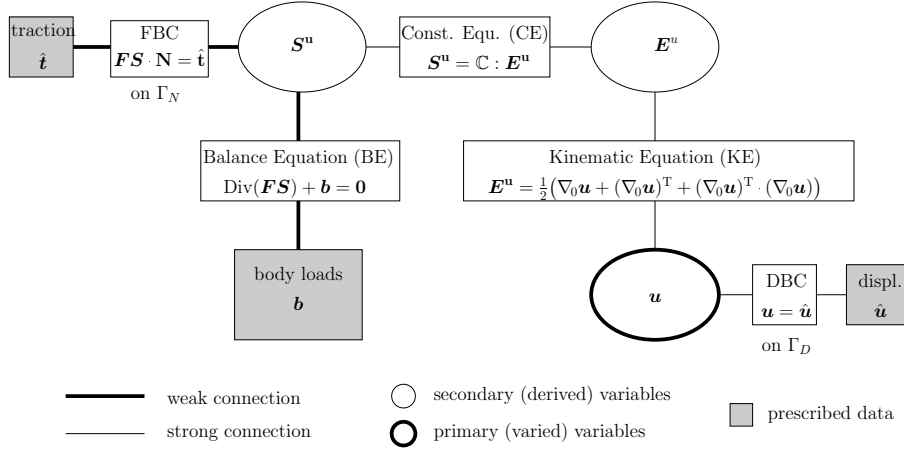 traction
t̂
FBC
FS · N = t̂
on Γ_N
S^u
Const. Equ. (CE)
S^u = ℂ : E^u
E^u
Balance Equation (BE)
Div(FS) + b = 0
Kinematic Equation (KE)
E^u = ½(∇₀u + (∇₀u)^T + (∇₀u)^T · (∇₀u))
body loads
b
u
DBC
u = û
on Γ_D
displ.
û
weak connection
strong connection
secondary (derived) variables
primary (varied) variables
prescribed data